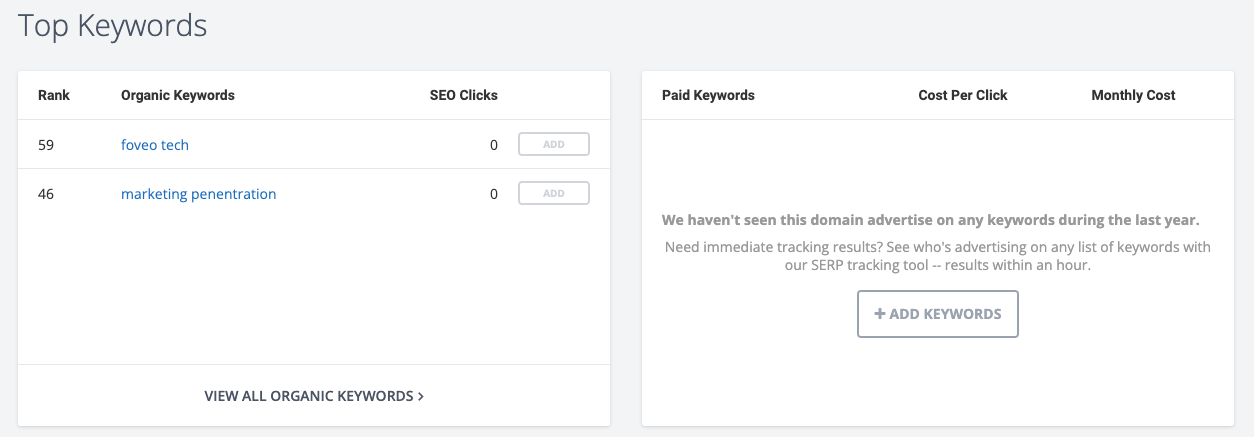 Top Keywords
Rank Organic Keywords SEO Clicks
59 foveo tech 0 ADD
46 marketing penentration 0 ADD
VIEW ALL ORGANIC KEYWORDS >
Paid Keywords Cost Per Click Monthly Cost
We haven't seen this domain advertise on any keywords during the last year.
Need immediate tracking results? See who's advertising on any list of keywords with
our SERP tracking tool -- results within an hour.
+ ADD KEYWORDS